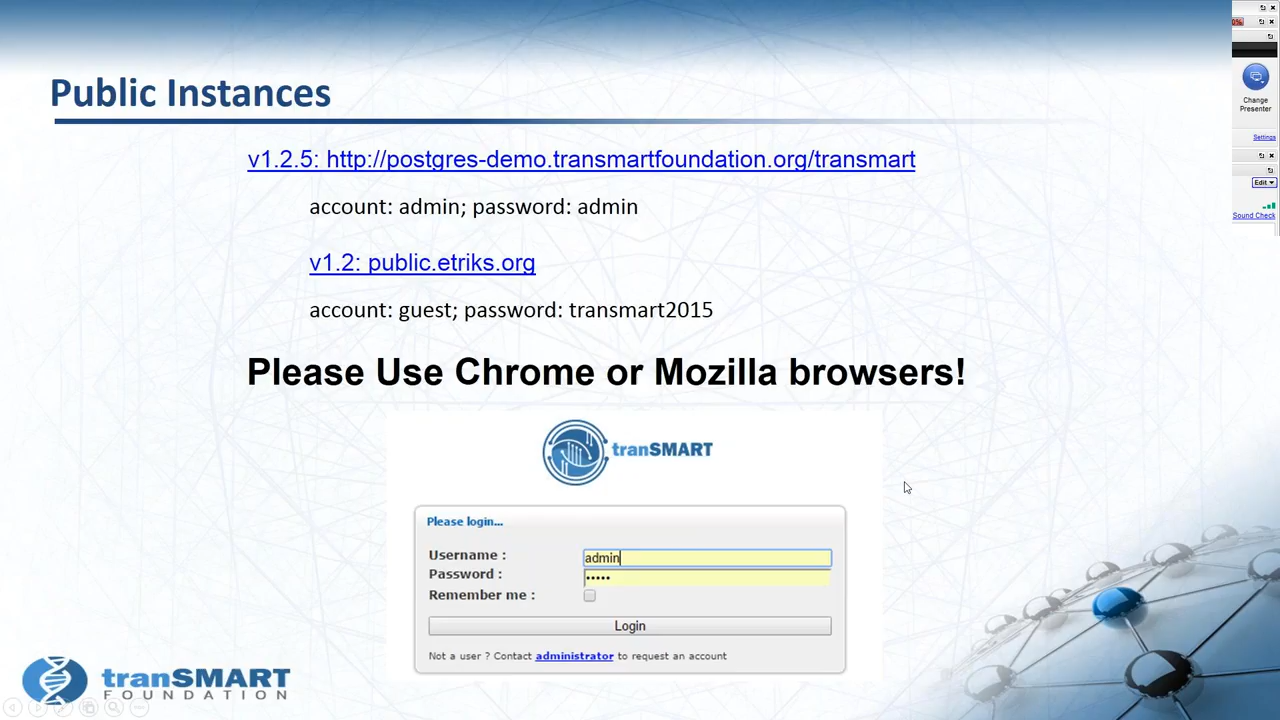 Public Instances
v1.2.5: http://postgres-demo.transmartfoundation.org/transmart
account: admin; password: admin
v1.2: public.etriks.org
account: guest; password: transmart2015
Please Use Chrome or Mozilla browsers!
tranSMART
Please login...
Username :
admin
Password :
•••••
Remember me :
Login
Not a user ? Contact administrator to request an account
tranSMART
FOUNDATION
Change
Presenter
Settings
Edit
Sound Check